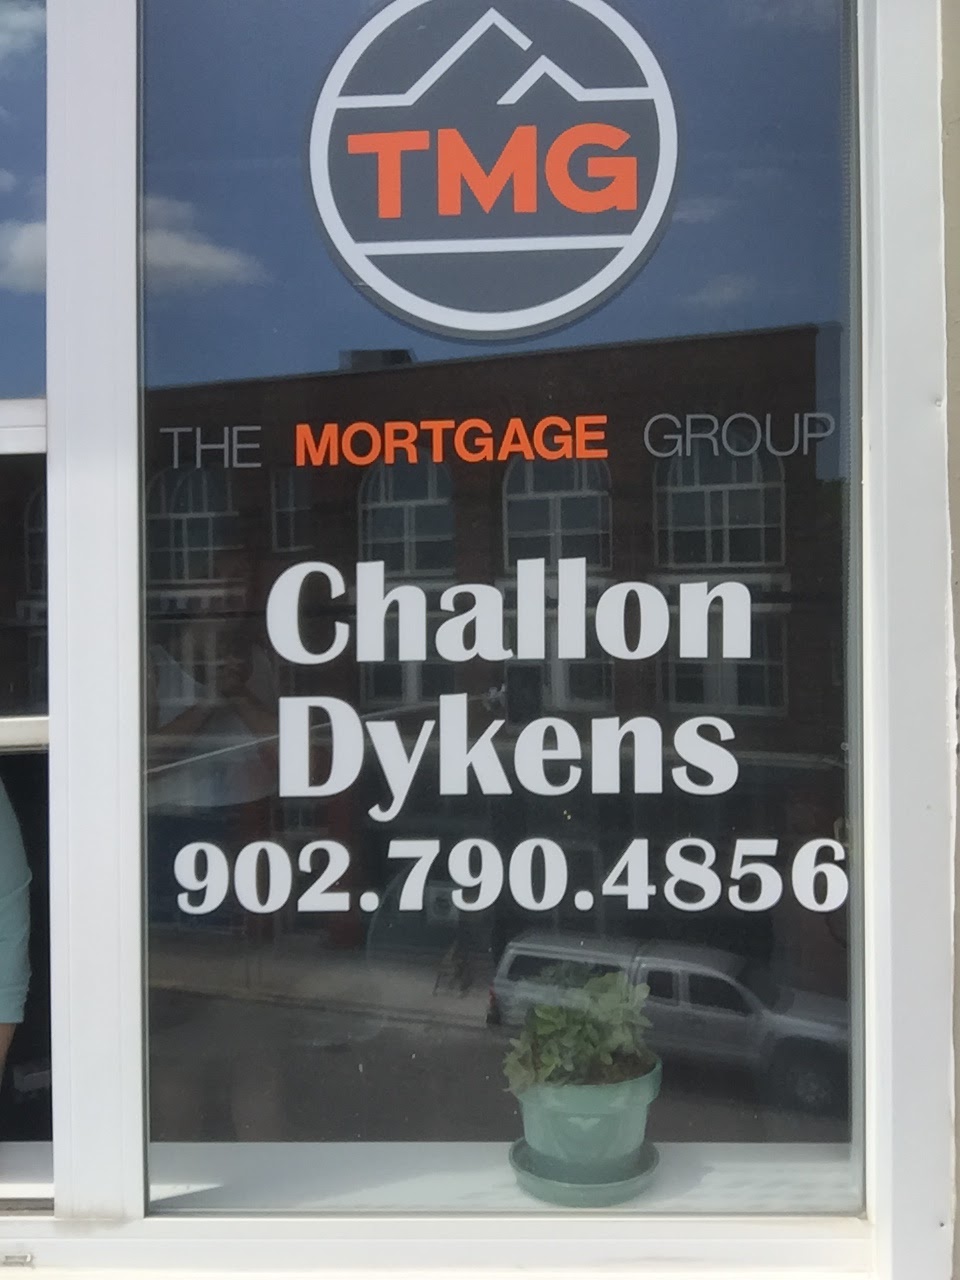 TMG
THE MORTGAGE GROUP
Challon
Dykens
902.790.4856